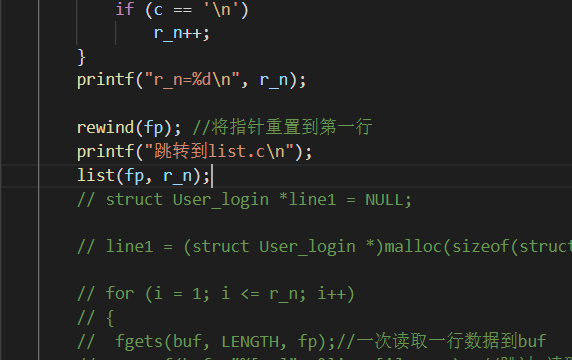 if (c == '\n')
r_n++;
}
printf("r_n=%d\n", r_n);
rewind(fp); //将指针重置到第一行
printf("跳转到list.c\n");
list(fp, r_n);
// struct User_login *line1 = NULL;
// line1 = (struct User_login *)malloc(sizeof(struct
// for (i = 1; i <= r_n; i++)
// {
//  fgets(buf, LENGTH, fp);//一次读取一行数据到buf